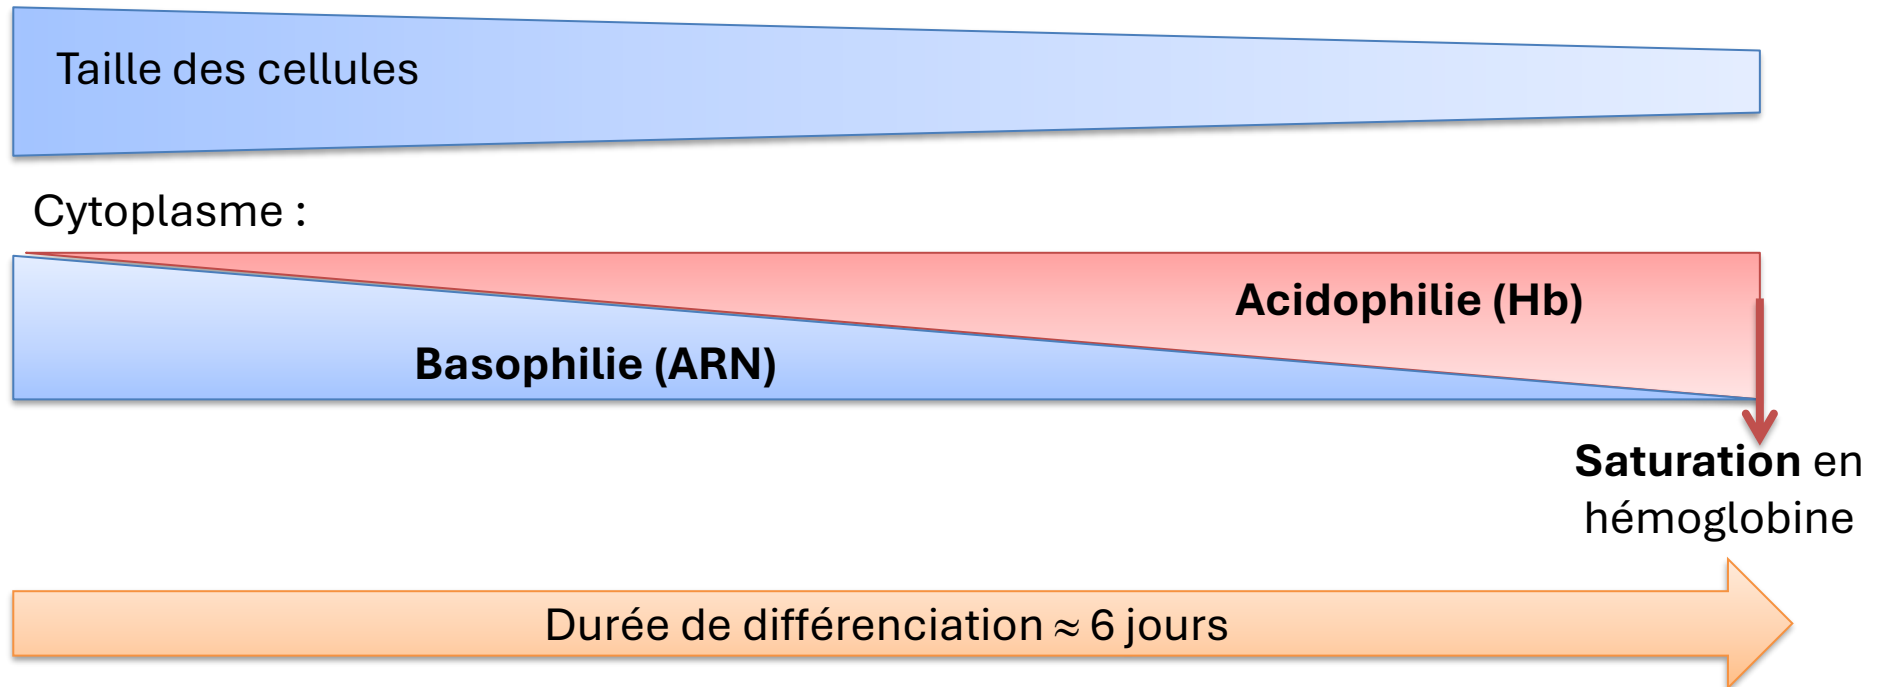 Taille des cellules
Cytoplasme :
Acidophilie (Hb)
Basophilie (ARN)
Saturation en
hémoglobine
Durée de différenciation ≈ 6 jours